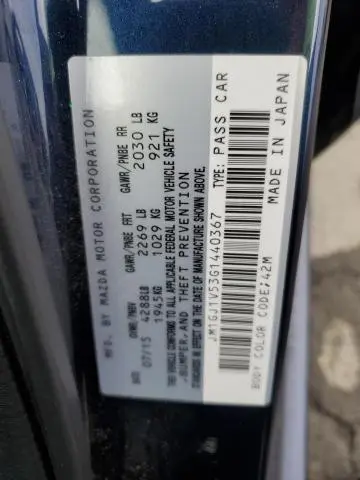 MFD. BY MAZDA MOTOR CORPORATION
DATE GVWR/PNBV GAWR/PNBE FRT GAWR/PNBE RR
07/15 4288LB 2269 LB 2030 LB
1945KG 1029 KG 921 KG
THIS VEHICLE CONFORMS TO ALL APPLICABLE FEDERAL MOTOR VEHICLE SAFETY
,BUMPER,AND THEFT PREVENTION
STANDARDS IN EFFECT ON THE DATE OF MANUFACTURE SHOWN ABOVE.
JM1GJ1V53G1440367 TYPE: PASS CAR
BODY COLOR CODE;42M MADE IN JAPAN